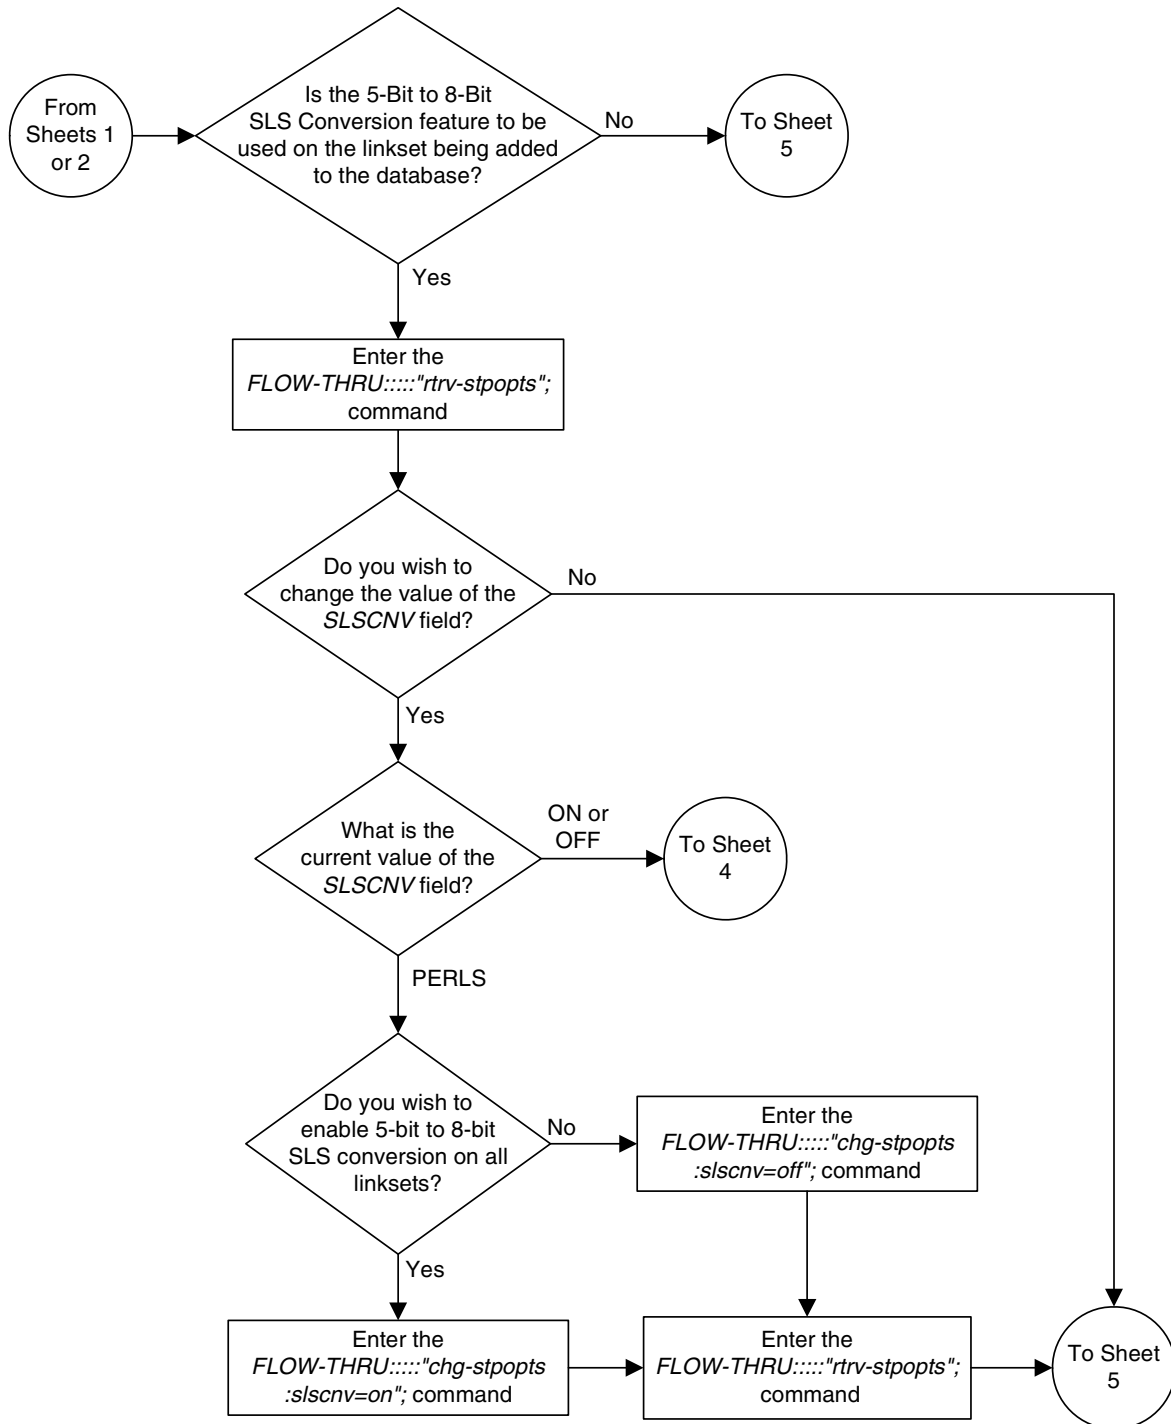 From
Sheets 1
or 2
Is the 5-Bit to 8-Bit
SLS Conversion feature to be
used on the linkset being added
to the database?
No
To Sheet
5
Yes
Enter the
FLOW-THRU:::::"rtrv-stpopts";
command
Do you wish to
change the value of the
SLSCNV field?
No
Yes
What is the
current value of the
SLSCNV field?
ON or
OFF
To Sheet
4
PERLS
Do you wish to
enable 5-bit to 8-bit
SLS conversion on all
linksets?
No
Enter the
FLOW-THRU:::::"chg-stpopts
:slscnv=off"; command
Yes
Enter the
FLOW-THRU:::::"chg-stpopts
:slscnv=on"; command
Enter the
FLOW-THRU:::::"rtrv-stpopts";
command
To Sheet
5